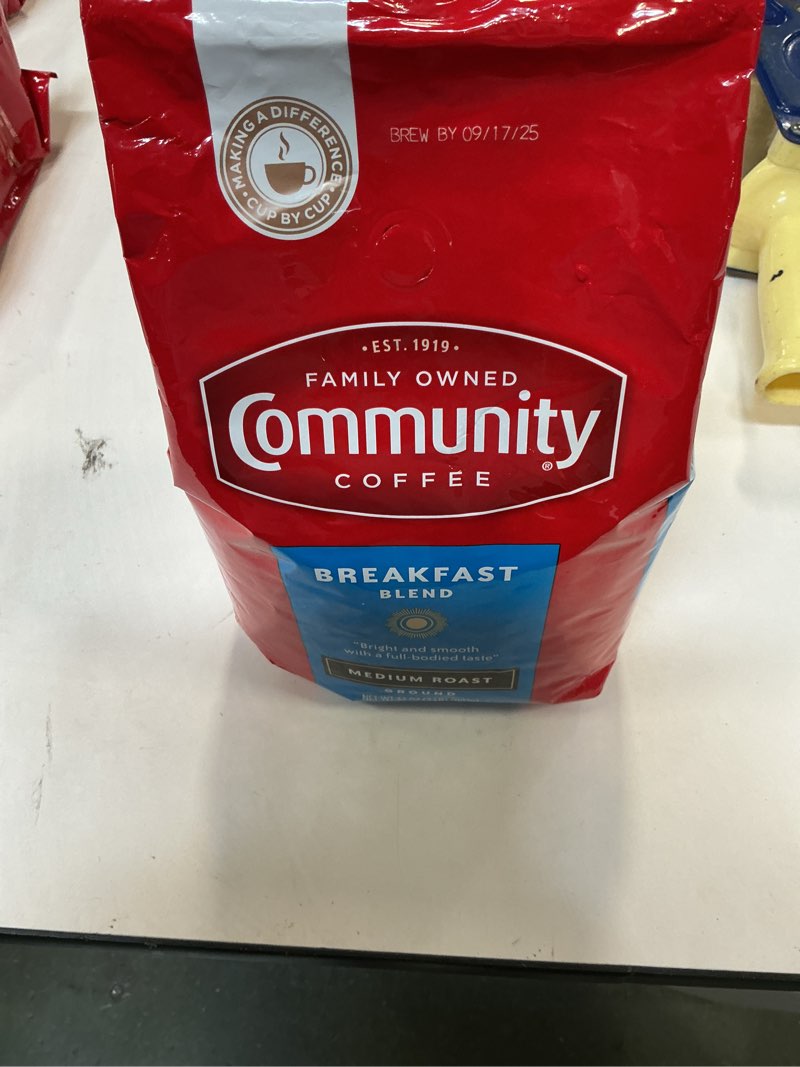 MAKING A DIFFERENCE
• CUP BY CUP •
BREW BY 09/17/25
• EST. 1919 •
FAMILY OWNED
Community®
COFFEE
BREAKFAST
BLEND
"Bright and smooth
with a full-bodied taste"
MEDIUM ROAST
GROUND